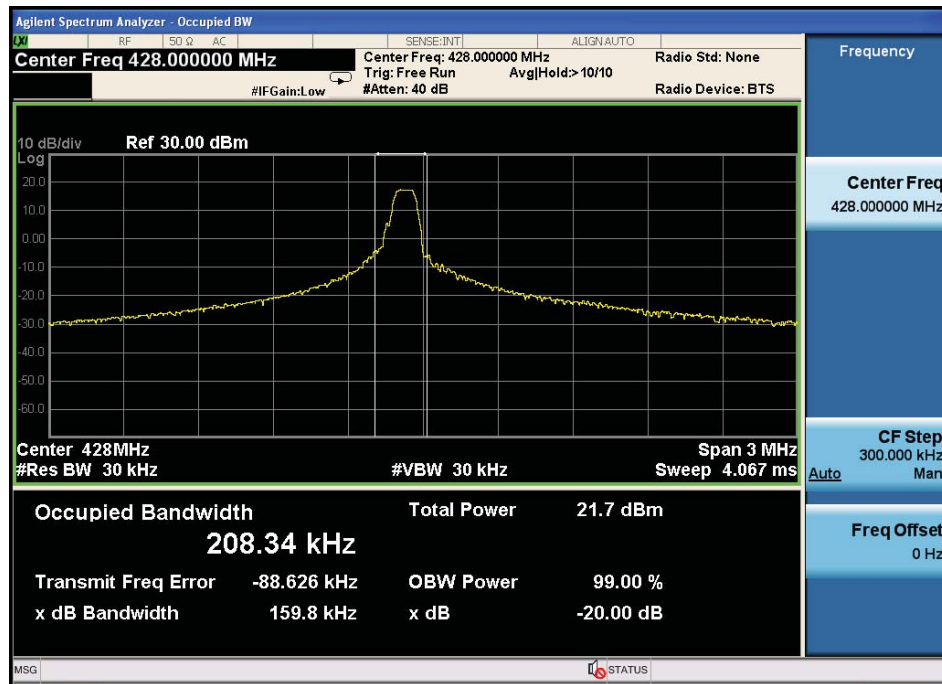 Agilent Spectrum Analyzer - Occupied BW
LXI RF 50 Ω AC SENSE:INT ALIGN AUTO
Center Freq 428.000000 MHz
Center Freq: 428.000000 MHz
Radio Std: None
Trig: Free Run Avg|Hold:> 10/10
#IFGain:Low
#Atten: 40 dB
Radio Device: BTS
Frequency
10 dB/div Ref 30.00 dBm
Log
20.0
10.0
0.00
-10.0
-20.0
-30.0
-40.0
-50.0
-60.0
Center 428MHz
Span 3 MHz
#Res BW 30 kHz
#VBW 30 kHz
Sweep 4.067 ms
Occupied Bandwidth
208.34 kHz
Total Power 21.7 dBm
Transmit Freq Error -88.626 kHz
OBW Power 99.00 %
x dB Bandwidth 159.8 kHz
x dB -20.00 dB
Center Freq
428.000000 MHz
CF Step
300.000 kHz
Auto Man
Freq Offset
0 Hz
MSG
STATUS